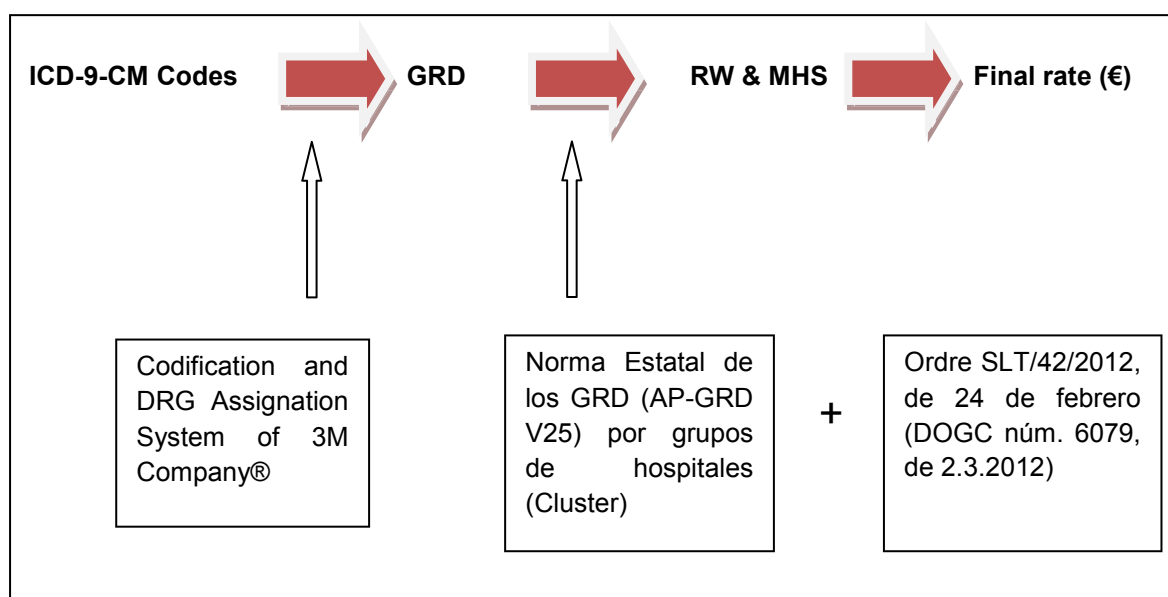 ICD-9-CM Codes GRD RW & MHS Final rate (€)
Codification and
DRG Assignation
System of 3M
Company®
Norma Estatal de
los GRD (AP-GRD
V25) por grupos
de hospitales
(Cluster)
+
Ordre SLT/42/2012,
de 24 de febrero
(DOGC núm. 6079,
de 2.3.2012)